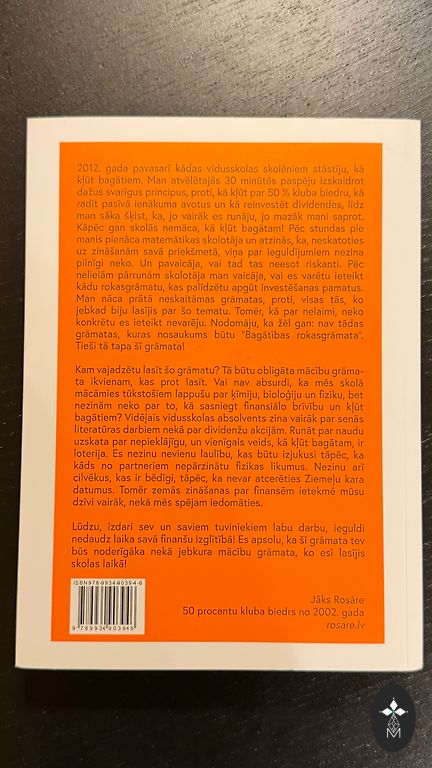 2012. gada pavasarī kādas vidusskolas skolēniem stāstīju, kā
kļūt bagātiem. Man atvēlētajās 30 minūtēs paspēju izskaidrot
dažus svarīgus principus, proti, kā kļūt par 50 % kluba biedru, kā
radīt pasīvā ienākuma avotus un kā reinvestēt dividendes, līdz
man sāka šķist, ka, jo vairāk es runāju, jo mazāk mani saprot.
Kāpēc gan skolās nemāca, kā kļūt bagātam! Pēc stundas pie
manis pienāca matemātikas skolotāja un atzinās, ka, neskatoties
uz zināšanām savā priekšmetā, viņa par ieguldījumiem nezina
pilnīgi neko. Un pavaicāja, vai tad tas neesot riskanti. Pēc
nelielām pārrunām skolotāja man vaicāja, vai es varētu ieteikt
kādu rokasgrāmatu, kas palīdzētu apgūt investēšanas pamatus.
Man nāca prātā neskaitāmas grāmatas, proti, visas tās, ko
jebkad biju lasījis par šo tematu. Tomēr, kā par nelaimi, neko
konkrētu es ieteikt nevarēju. Nodomāju, ka žēl gan: nav tādas
grāmatas, kuras nosaukums būtu "Bagātības rokasgrāmata".
Tieši tā tapa šī grāmata!
Kam vajadzētu lasīt šo grāmatu? Tā būtu obligāta mācību grāma-
ta ikvienam, kas prot lasīt. Vai nav absurdi, ka mēs skolā
mācāmies tūkstošiem lappušu par ķīmiju, bioloģiju un fiziku, bet
nezinām neko par to, kā sasniegt finansiālo brīvību un kļūt
bagātiem? Vidējais vidusskolas absolvents zina vairāk par senās
literatūras darbiem nekā par dividenžu akcijām. Runāt par naudu
uzskata par nepieklājīgu, un vienīgais veids, kā kļūt bagātam, ir
loterija. Es nezinu nevienu laulību, kas būtu izjukusi tāpēc, ka
kāds no partneriem nepārzinātu fizikas likumus. Nezinu arī
cilvēkus, kas ir bēdīgi, tāpēc, ka nevar atcerēties Ziemeļu kara
datumus. Tomēr zemās zināšanas par finansēm ietekmē mūsu
dzīvi vairāk, nekā mēs spējam iedomāties.
Lūdzu, izdari sev un saviem tuviniekiem labu darbu, ieguldi
nedaudz laika savā finanšu izglītībā! Es apsolu, ka šī grāmata tev
būs noderīgāka nekā jebkura mācību grāmata, ko esi lasījis
skolas laikā!
ISBN 978-9934-9039-4-6
9 789934 903946
Jāks Rosāre
50 procentu kluba biedrs no 2002. gada
rosare.lv
M